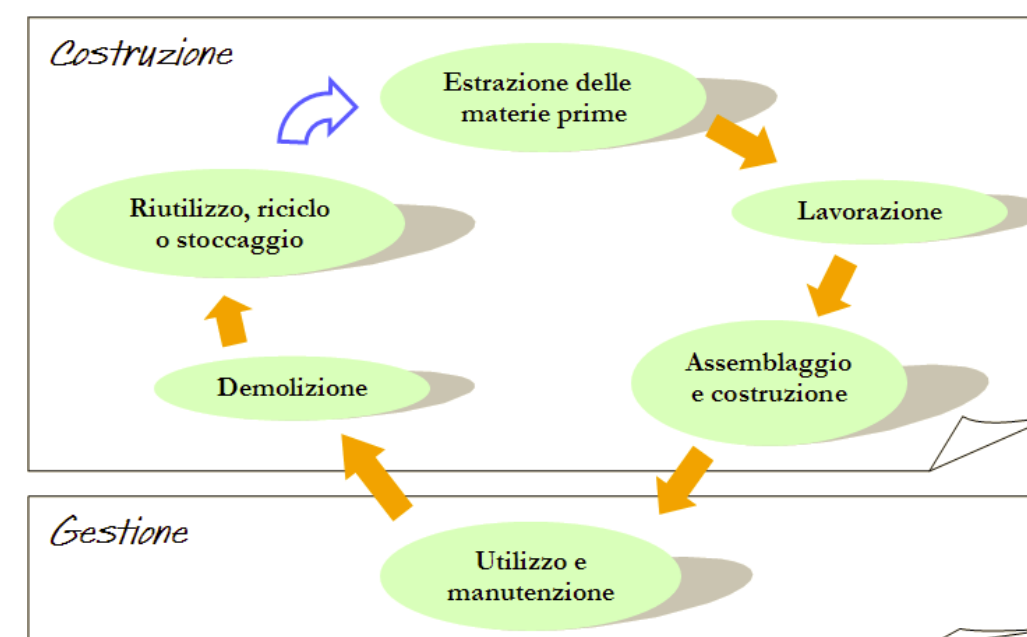 Costruzione
Estrazione delle
materie prime
Lavorazione
Assemblaggio
e costruzione
Riutilizzo, riciclo
o stoccaggio
Demolizione
Gestione
Utilizzo e
manutenzione